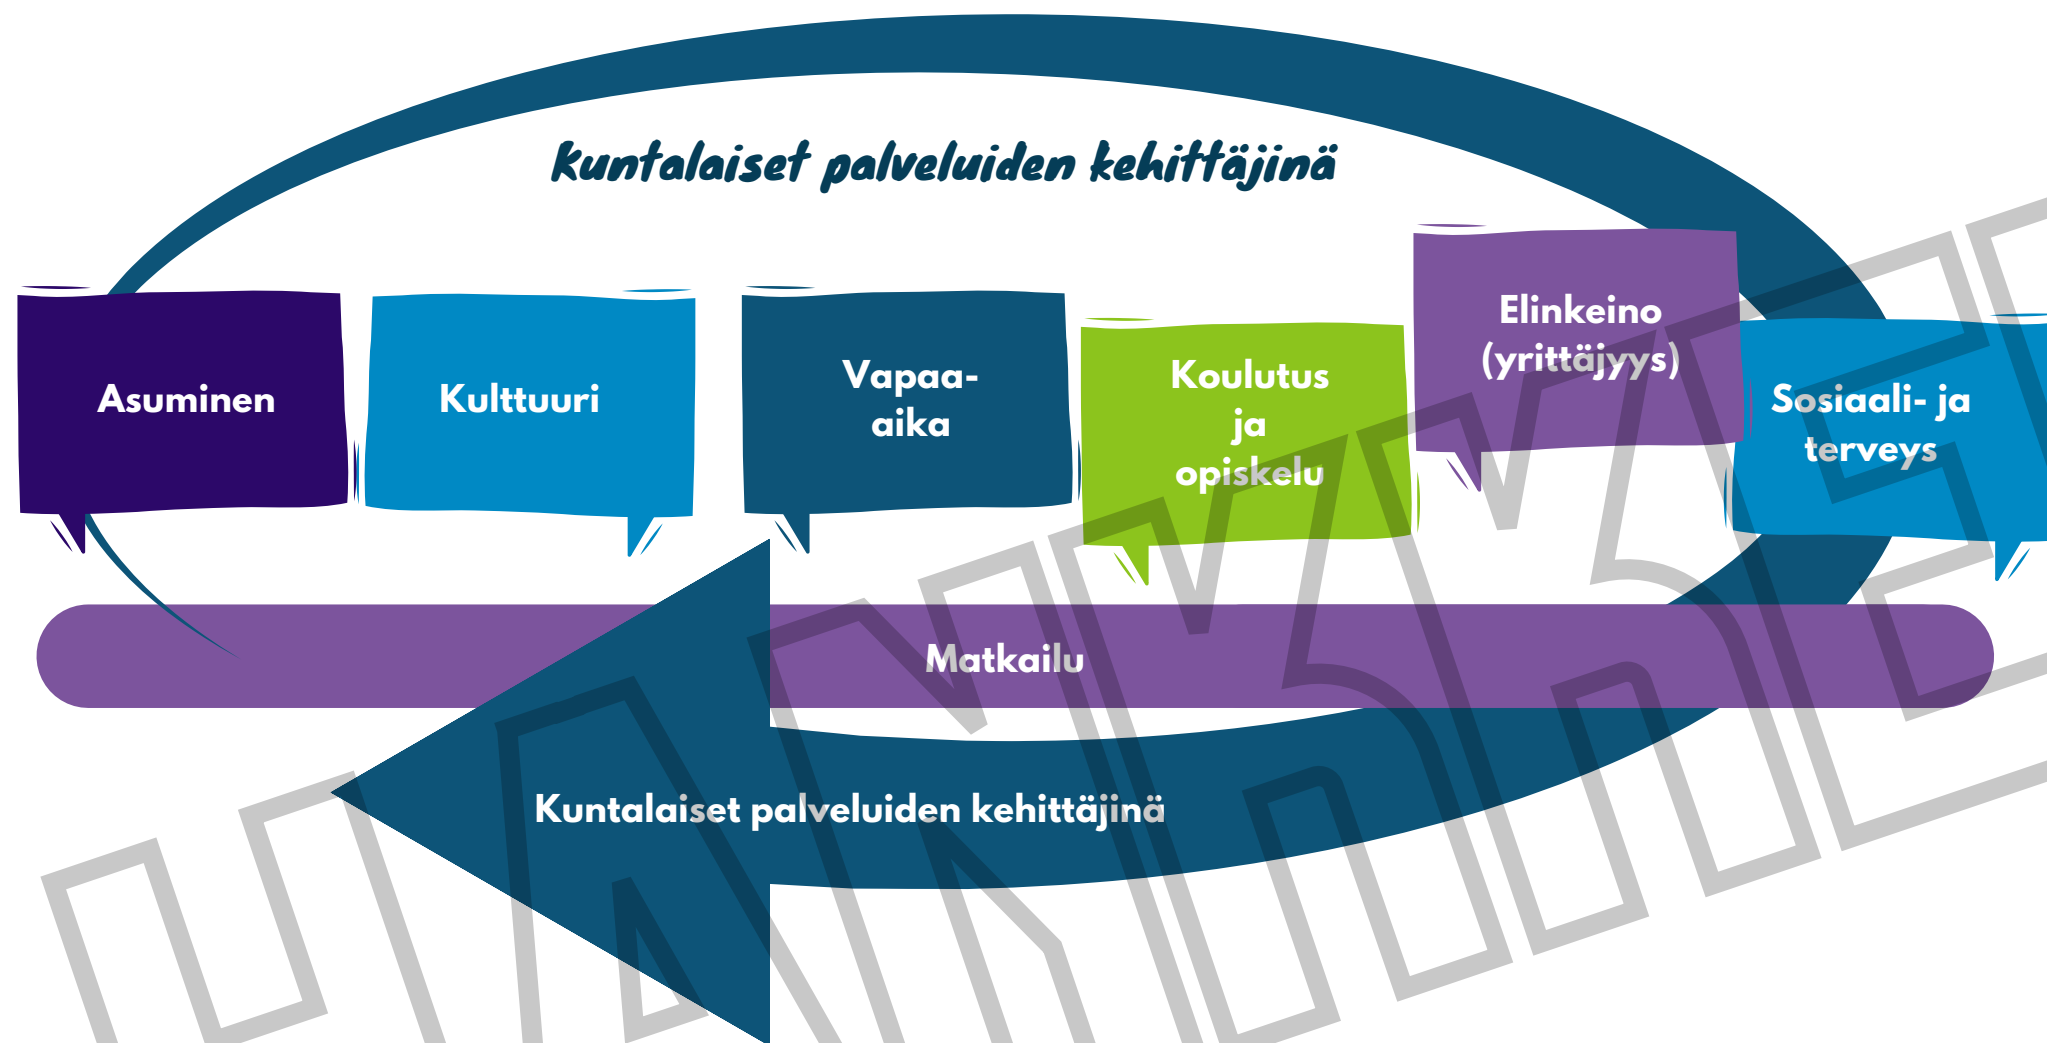 Kuntalaiset palveluiden kehittäjinä
Asuminen
Kulttuuri
Vapaa-
aika
Koulutus
ja
opiskelu
Elinkeino
(yrittäjyys)
Sosiaali- ja
terveys
Matkailu
Kuntalaiset palveluiden kehittäjinä